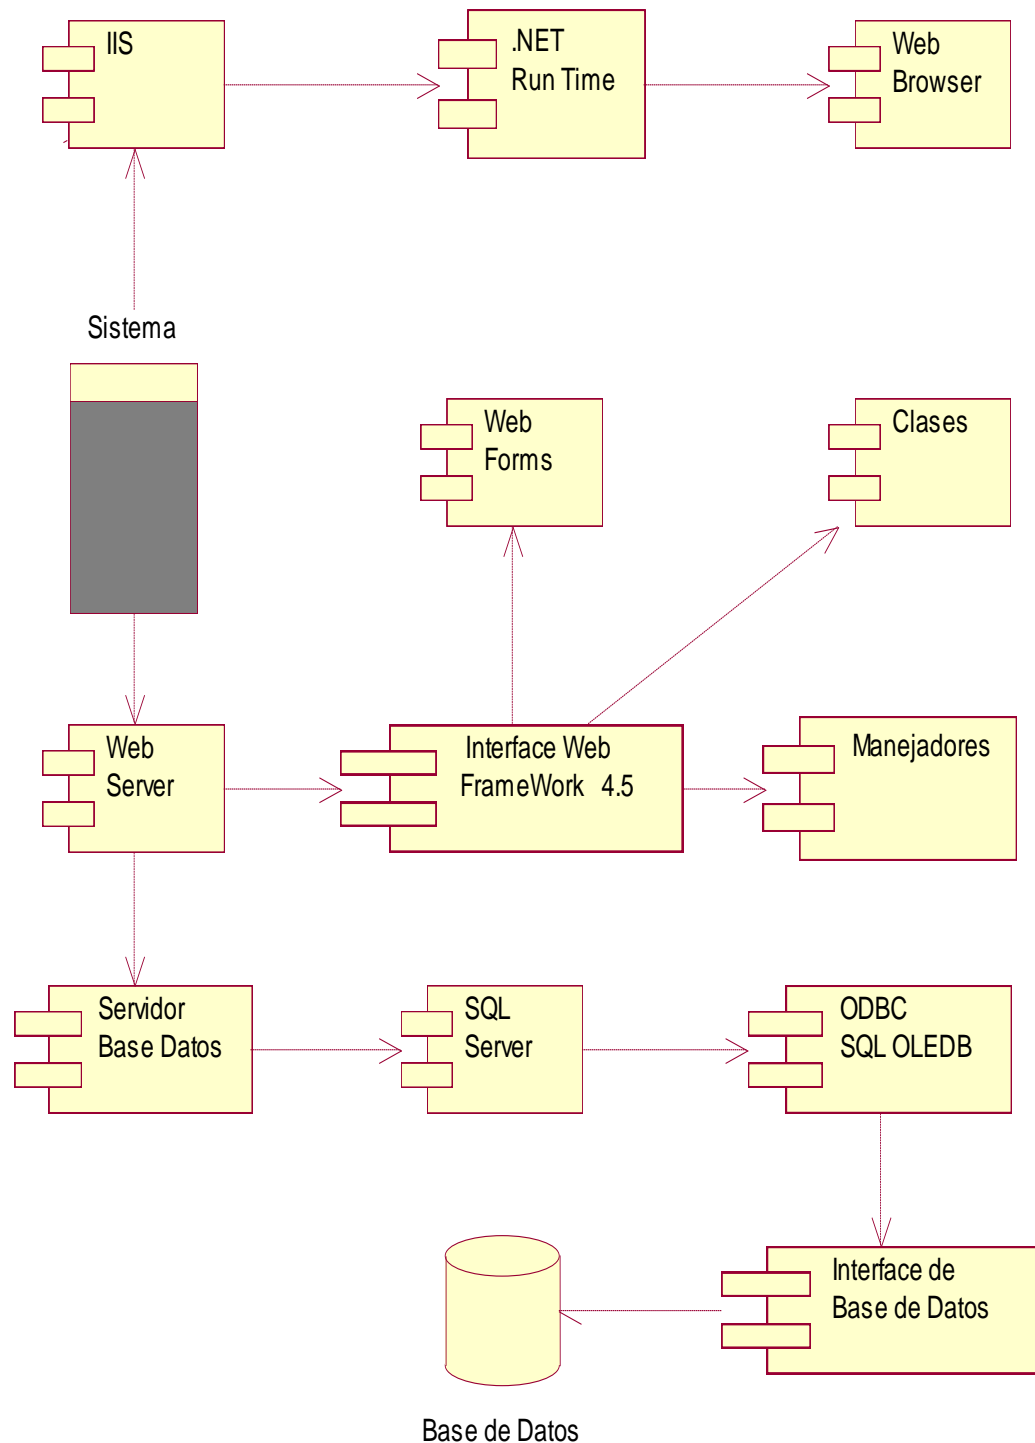 IIS
.NET
Run Time
Web
Browser
Sistema
Web
Forms
Clases
Web
Server
Interface Web
FrameWork 4.5
Manejadores
Servidor
Base Datos
SQL
Server
ODBC
SQL OLEDB
Interface de
Base de Datos
Base de Datos